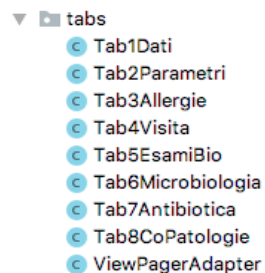 tabs
C Tab1Dati
C Tab2Parametri
C Tab3Allergie
C Tab4Visita
C Tab5EsamiBio
C Tab6Microbiologia
C Tab7Antibiotica
C Tab8CoPatologie
C ViewPagerAdapter